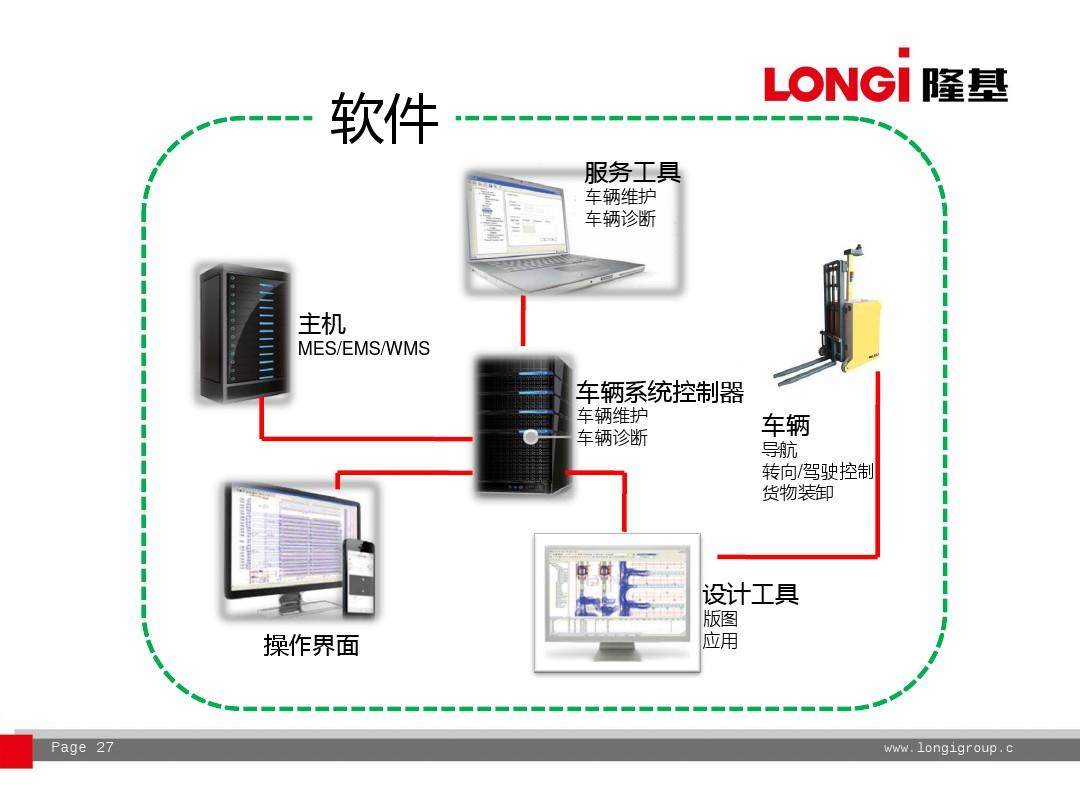 LONGi 隆基
软件
服务工具
车辆维护
车辆诊断
主机
MES/EMS/WMS
车辆系统控制器
车辆维护
车辆诊断
车辆
导航
转向/驾驶控制
货物装卸
操作界面
设计工具
版图
应用
Page 27
www.longigroup.c